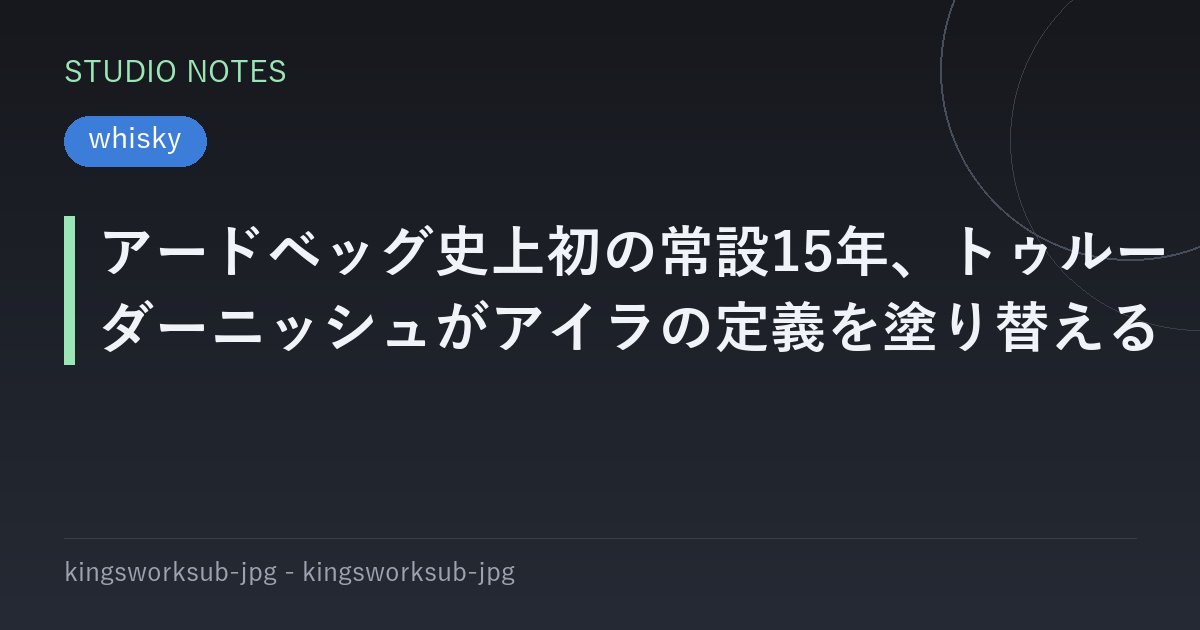 STUDIO NOTES
whisky
アードベッグ史上初の常設15年、トゥルー
ダーニッシュがアイラの定義を塗り替える
kingsworksub-jpg - kingsworksub-jpg